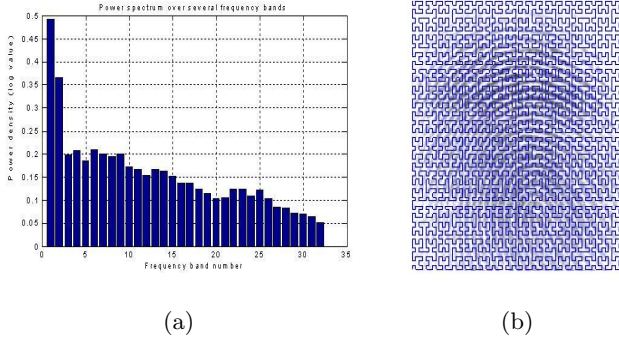 Power spectrum over several frequency bands
Power density (log value)
0.5
0.45
0.4
0.35
0.3
0.25
0.2
0.15
0.1
0.05
0
0 5 10 15 20 25 30 35
Frequency band number
(a) (b)